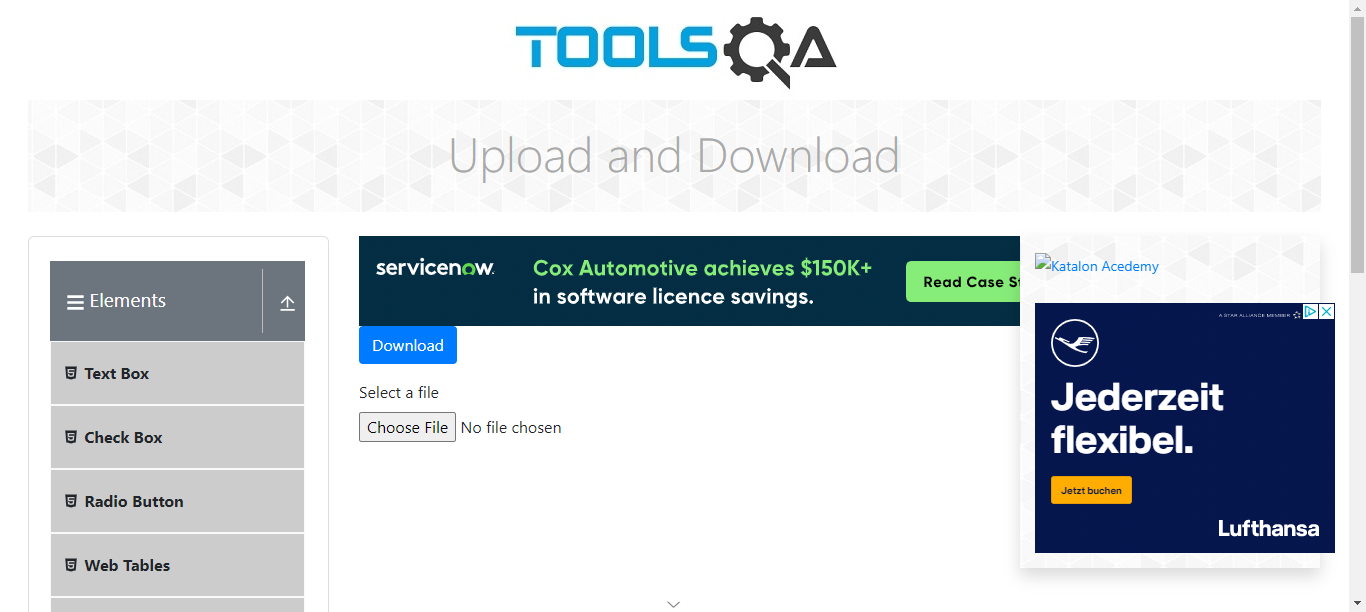 TOOLSQA
Upload and Download
Elements
Text Box
Check Box
Radio Button
Web Tables
servicenow.
Cox Automotive achieves $150K+
in software licence savings.
Read Case St
Download
Select a file
Choose File No file chosen
Katalon Acedemy
A STAR ALLIANCE MEMBER
Jederzeit
flexibel.
Jetzt buchen
Lufthansa